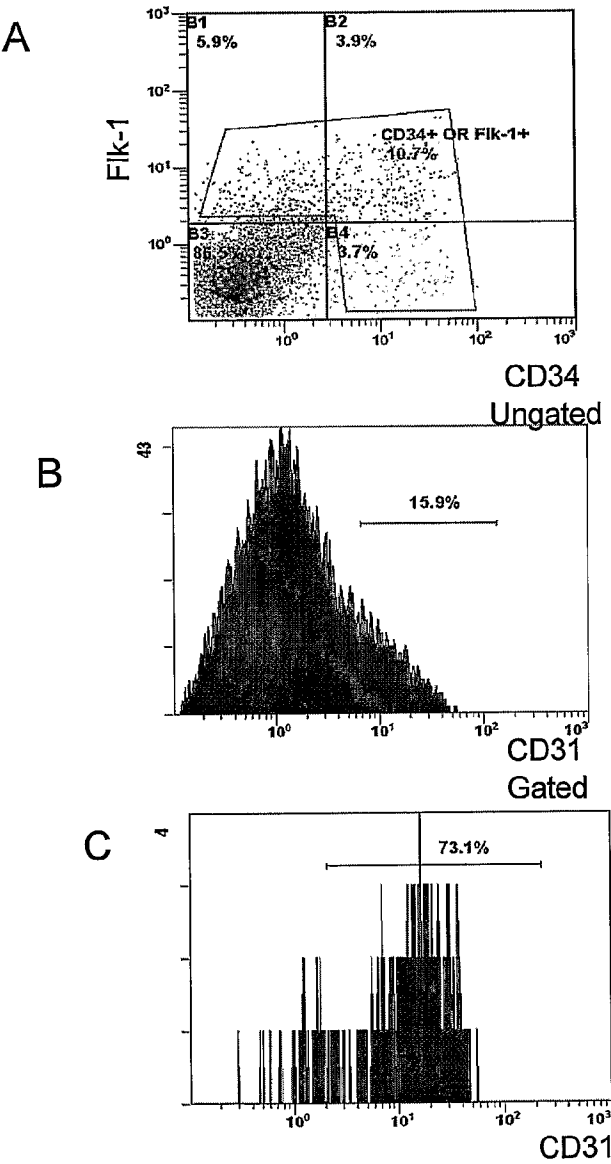 A
10³
B1
5.9%
B2
3.9%
10²
Flk-1
CD34+ OR Flk-1+
10.7%
10¹
B3
B4
3.7%
10⁰
10⁰ 10¹ 10² 10³
CD34
Ungated
B
43
15.9%
10⁰ 10¹ 10² 10³
CD31
Gated
C
4
73.1%
10⁰ 10¹ 10² 10³
CD31